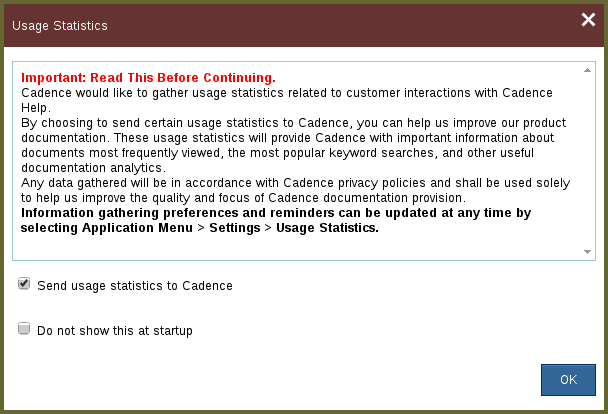 Usage Statistics
Important: Read This Before Continuing.
Cadence would like to gather usage statistics related to customer interactions with Cadence
Help.
By choosing to send certain usage statistics to Cadence, you can help us improve our product
documentation. These usage statistics will provide Cadence with important information about
documents most frequently viewed, the most popular keyword searches, and other useful
documentation analytics.
Any data gathered will be in accordance with Cadence privacy policies and shall be used solely
to help us improve the quality and focus of Cadence documentation provision.
Information gathering preferences and reminders can be updated at any time by
selecting Application Menu > Settings > Usage Statistics.
Send usage statistics to Cadence
Do not show this at startup
OK